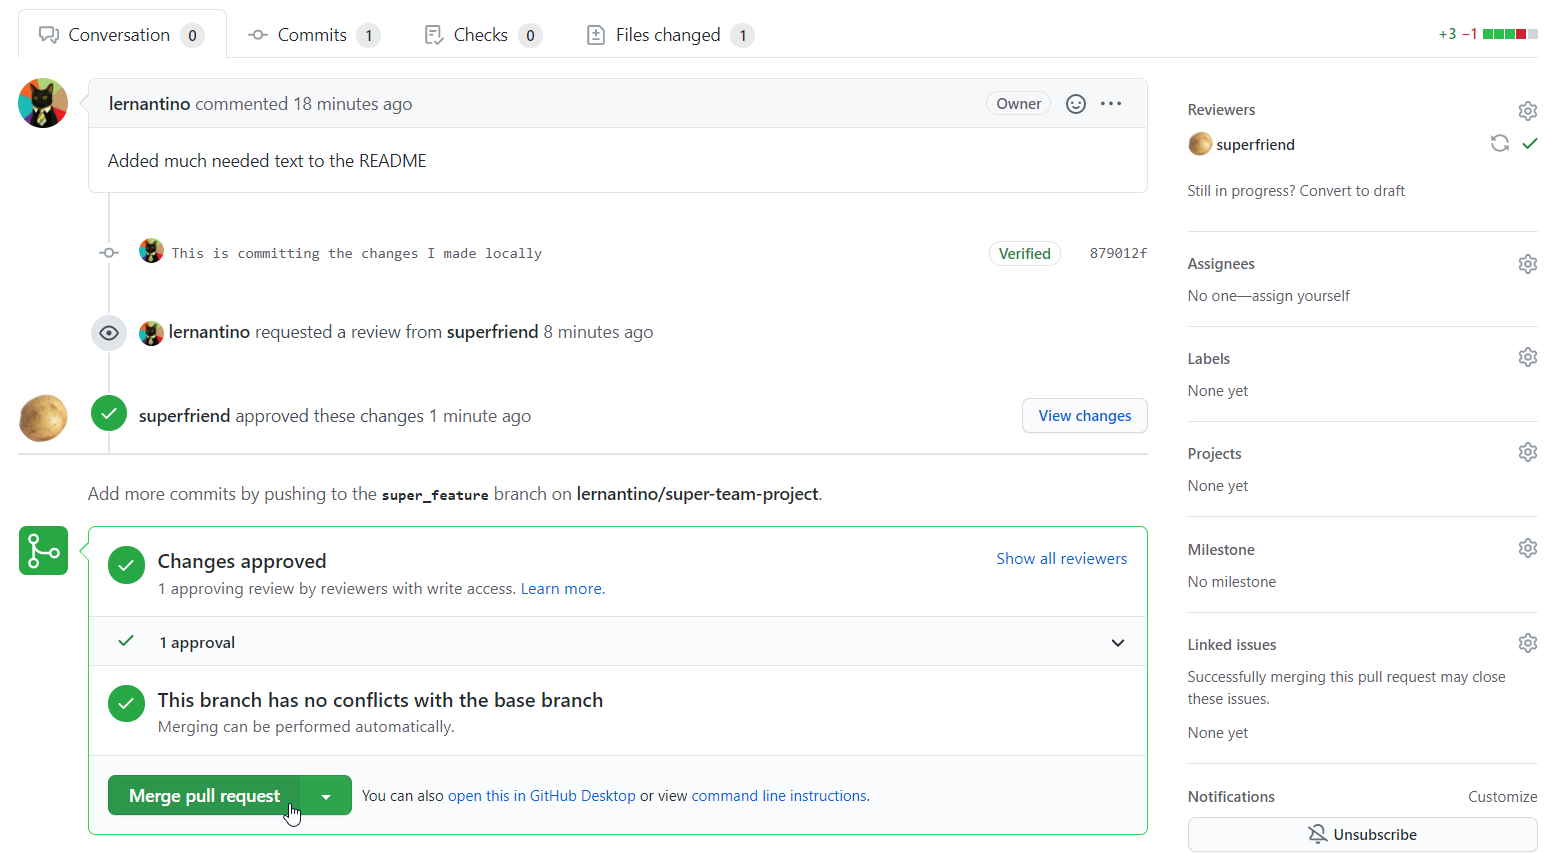 Conversation 0 Commits 1 Checks 0 Files changed 1 +3 −1
lernantino commented 18 minutes ago Owner
Added much needed text to the README
This is committing the changes I made locally Verified 879012f
lernantino requested a review from superfriend 8 minutes ago
superfriend approved these changes 1 minute ago View changes
Add more commits by pushing to the super_feature branch on lernantino/super-team-project.
Changes approved Show all reviewers
1 approving review by reviewers with write access. Learn more.
1 approval
This branch has no conflicts with the base branch
Merging can be performed automatically.
Merge pull request You can also open this in GitHub Desktop or view command line instructions.
Reviewers
superfriend
Still in progress? Convert to draft
Assignees
No one—assign yourself
Labels
None yet
Projects
None yet
Milestone
No milestone
Linked issues
Successfully merging this pull request may close
these issues.
None yet
Notifications Customize
Unsubscribe